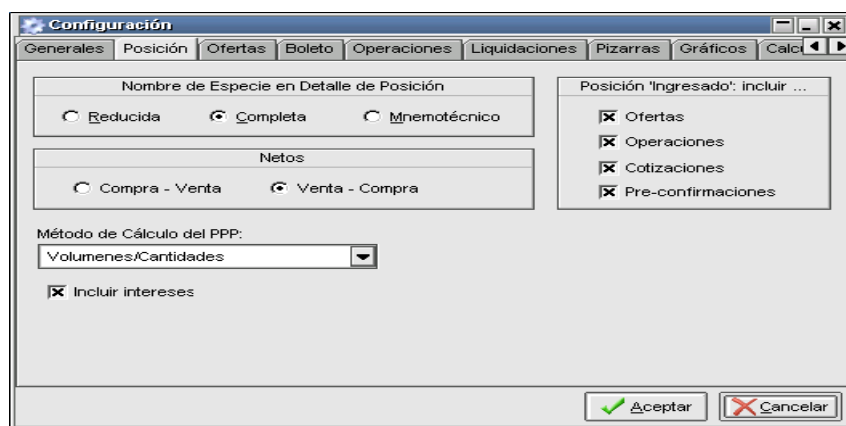 Configuración
Generales Posición Ofertas Boleto Operaciones Liquidaciones Pizarras Gráficos
Nombre de Especie en Detalle de Posición
Reducida Completa Mnemotécnico
Netos
Compra - Venta Venta - Compra
Posición 'Ingresado': incluir ...
Ofertas
Operaciones
Cotizaciones
Pre-confirmaciones
Método de Cálculo del PPP:
Volumenes/Cantidades
Incluir intereses
Aceptar Cancelar